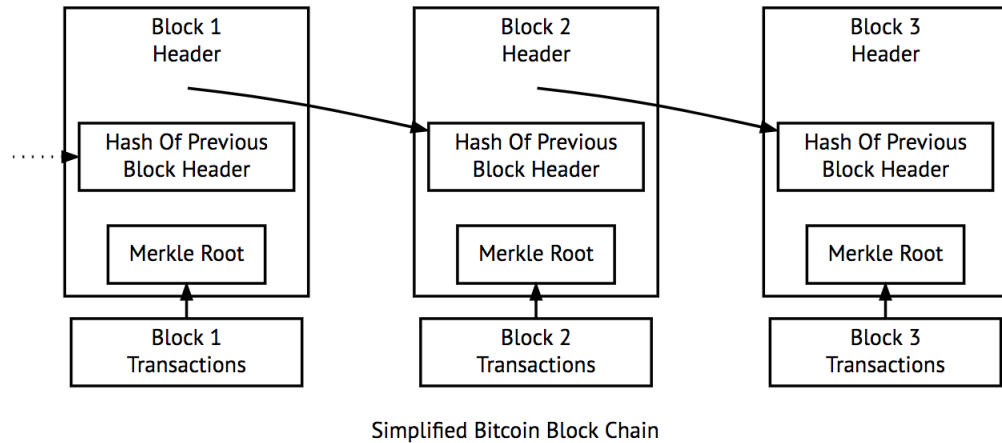 Block 1
Header
Hash Of Previous
Block Header
Merkle Root
Block 1
Transactions
Block 2
Header
Hash Of Previous
Block Header
Merkle Root
Block 2
Transactions
Block 3
Header
Hash Of Previous
Block Header
Merkle Root
Block 3
Transactions
Simplified Bitcoin Block Chain